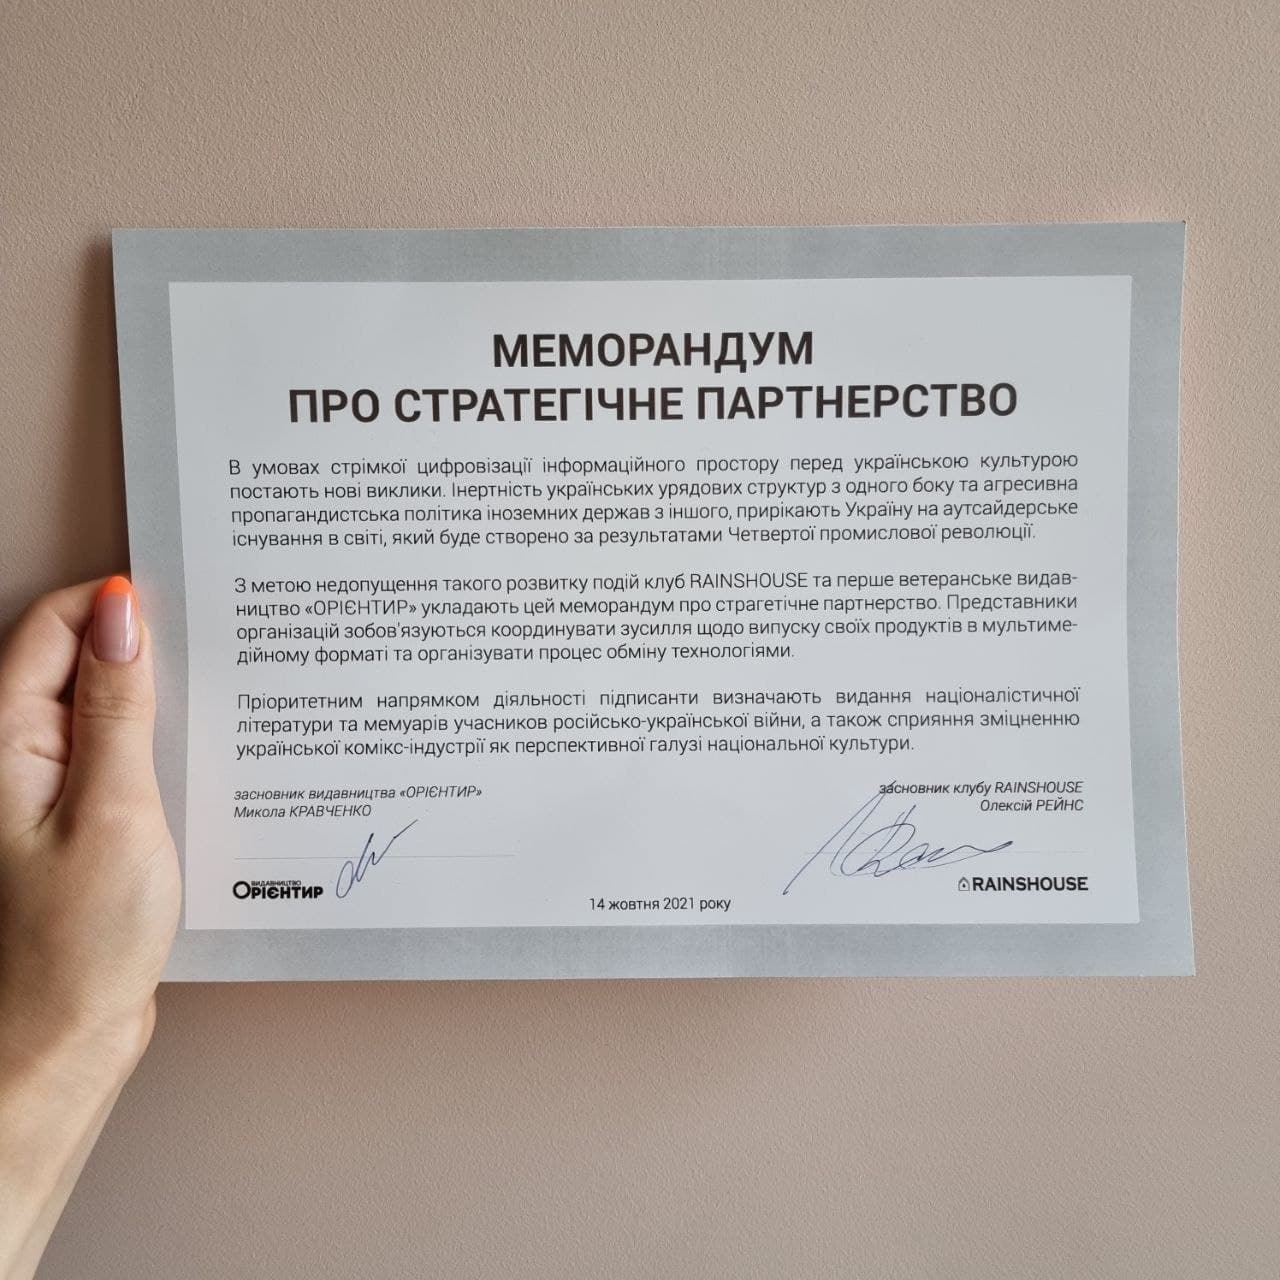 МЕМОРАНДУМ
ПРО СТРАТЕГІЧНЕ ПАРТНЕРСТВО
В умовах стрімкої цифровізації інформаційного простору перед українською культурою
постають нові виклики. Інертність українських урядових структур з одного боку та агресивна
пропагандистська політика іноземних держав з іншого, прирікають Україну на аутсайдерське
існування в світі, який буде створено за результатами Четвертої промислової революції.
З метою недопущення такого розвитку подій клуб RAINSHOUSE та перше ветеранське видав-
ництво «ОРІЄНТИР» укладають цей меморандум про страгетічне партнерство. Представники
організацій зобов'язуються координувати зусилля щодо випуску своїх продуктів в мультиме-
дійному форматі та організувати процес обміну технологіями.
Пріоритетним напрямком діяльності підписанти визначають видання націоналістичної
літератури та мемуарів учасників російсько-української війни, а також сприяння зміцненню
української комікс-індустрії як перспективної галузі національної культури.
засновник видавництва «ОРІЄНТИР»
Микола КРАВЧЕНКО
засновник клубу RAINSHOUSE
Олексій РЕЙНС
ВИДАВНИЦТВО
ОРІЄНТИР
RAINSHOUSE
14 жовтня 2021 року